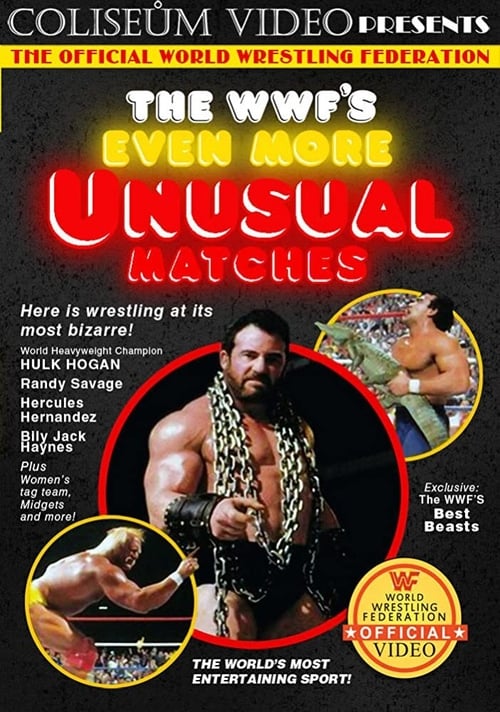 COLISEŮM VIDEO PRESENTS
THE OFFICIAL WORLD WRESTLING FEDERATION
THE WWF'S
EVEN MORE
UNUSUAL
MATCHES
Here is wrestling at its
most bizarre!
World Heavyweight Champion
HULK HOGAN
Randy Savage
Hercules
Hernandez
Blly Jack
Haynes
Plus
Women's
tag team,
Midgets
and more!
Exclusive:
The WWF'S
Best
Beasts
WF
WORLD
WRESTLING
FEDERATION
★OFFICIAL★
VIDEO
THE WORLD'S MOST
ENTERTAINING SPORT!